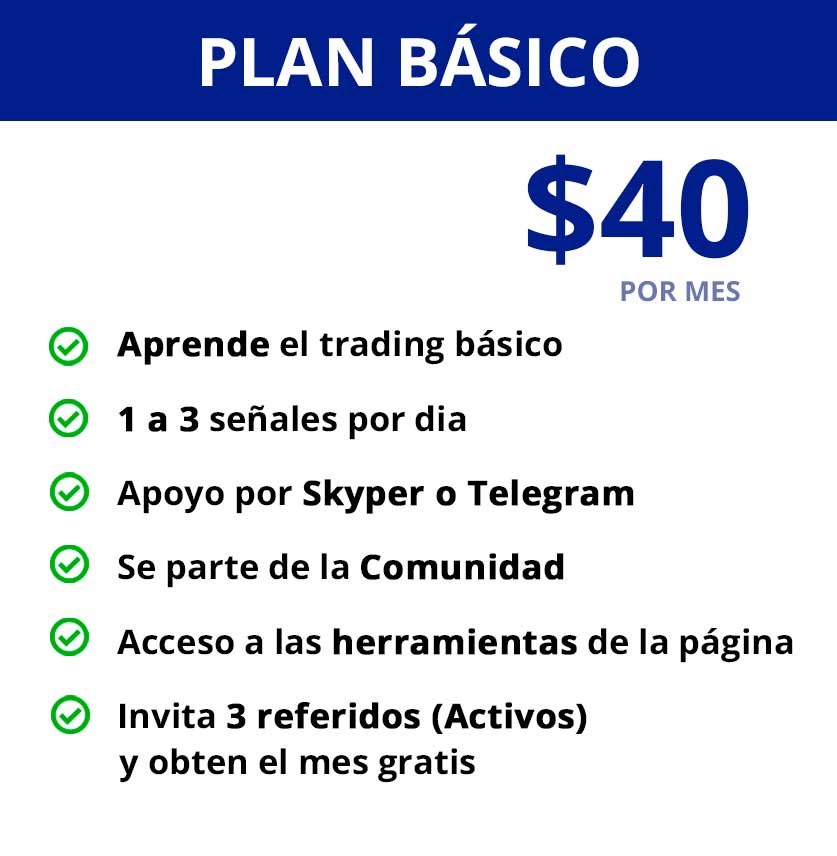 PLAN BÁSICO
$40
POR MES
Aprende el trading básico
1 a 3 señales por dia
Apoyo por Skyper o Telegram
Se parte de la Comunidad
Acceso a las herramientas de la página
Invita 3 referidos (Activos)
y obten el mes gratis